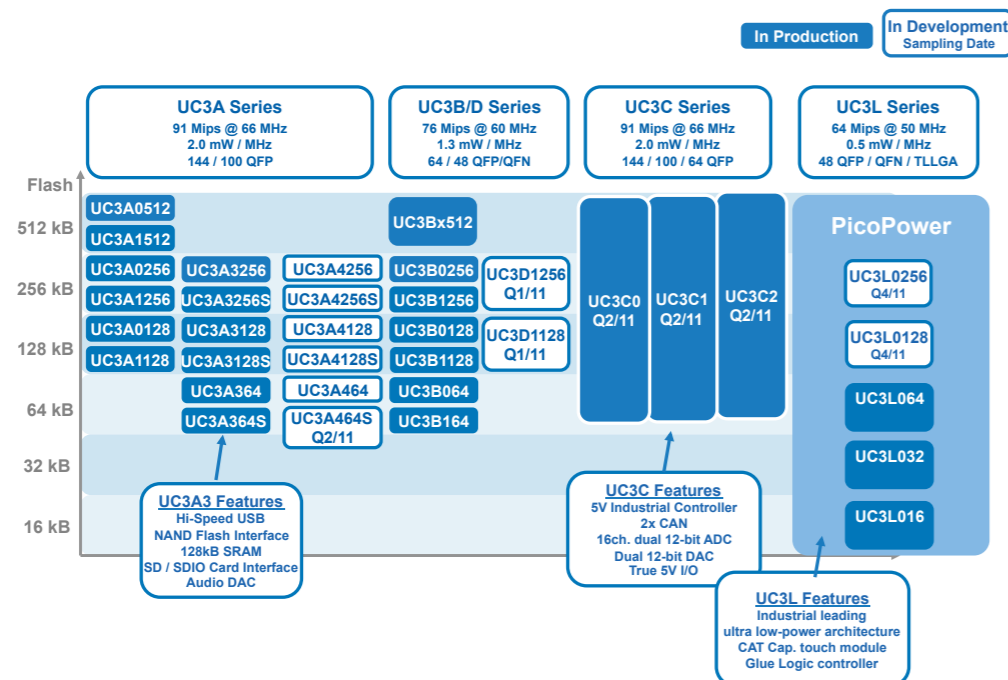 In Production
In Development
Sampling Date
UC3A Series
91 Mips @ 66 MHz
2.0 mW / MHz
144 / 100 QFP
UC3B/D Series
76 Mips @ 60 MHz
1.3 mW / MHz
64 / 48 QFP/QFN
UC3C Series
91 Mips @ 66 MHz
2.0 mW / MHz
144 / 100 / 64 QFP
UC3L Series
64 Mips @ 50 MHz
0.5 mW / MHz
48 QFP / QFN / TLLGA
Flash
512 kB
256 kB
128 kB
64 kB
32 kB
16 kB
UC3A0512
UC3A1512
UC3A0256
UC3A1256
UC3A0128
UC3A1128
UC3A3256
UC3A3256S
UC3A3128
UC3A3128S
UC3A364
UC3A364S
UC3A4256
UC3A4256S
UC3A4128
UC3A4128S
UC3A464
UC3A464S
Q2/11
UC3Bx512
UC3B0256
UC3B1256
UC3B0128
UC3B1128
UC3B064
UC3B164
UC3D1256
Q1/11
UC3D1128
Q1/11
UC3C0
Q2/11
UC3C1
Q2/11
UC3C2
Q2/11
PicoPower
UC3L0256
Q4/11
UC3L0128
Q4/11
UC3L064
UC3L032
UC3L016
UC3A3 Features
Hi-Speed USB
NAND Flash Interface
128kB SRAM
SD / SDIO Card Interface
Audio DAC
UC3C Features
5V Industrial Controller
2x CAN
16ch. dual 12-bit ADC
Dual 12-bit DAC
True 5V I/O
UC3L Features
Industrial leading
ultra low-power architecture
CAT Cap. touch module
Glue Logic controller